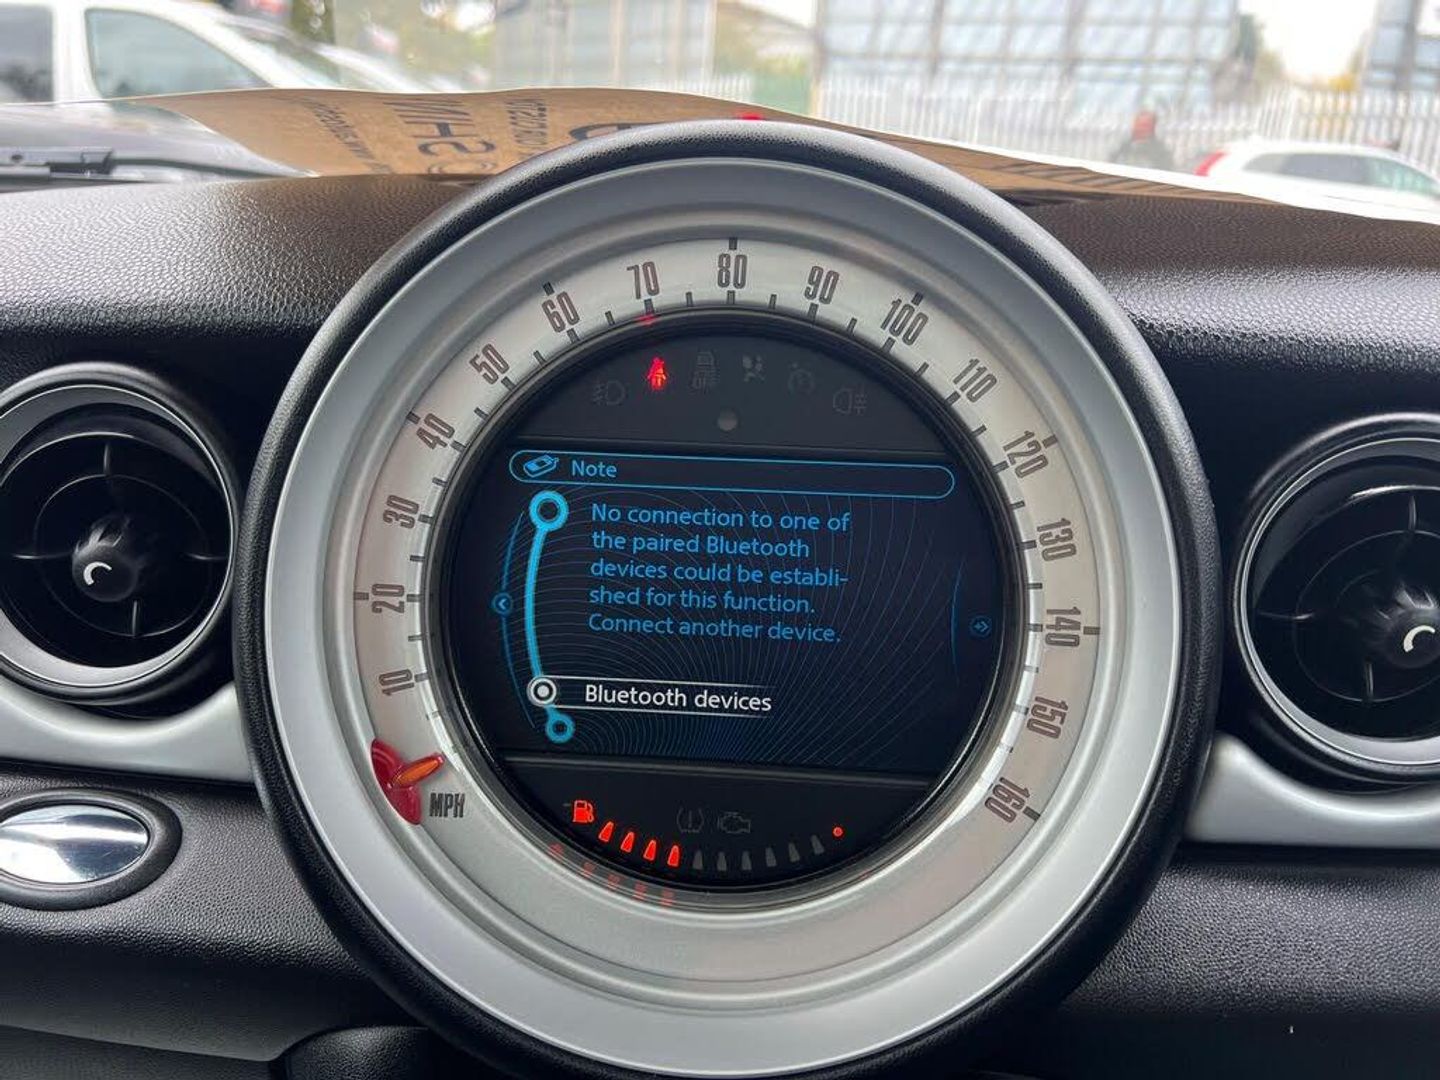 10
20
30
40
50
60
70
80
90
100
110
120
130
140
150
160
MPH
OFF
Note
No connection to one of
the paired Bluetooth
devices could be establi-
shed for this function.
Connect another device.
Bluetooth devices